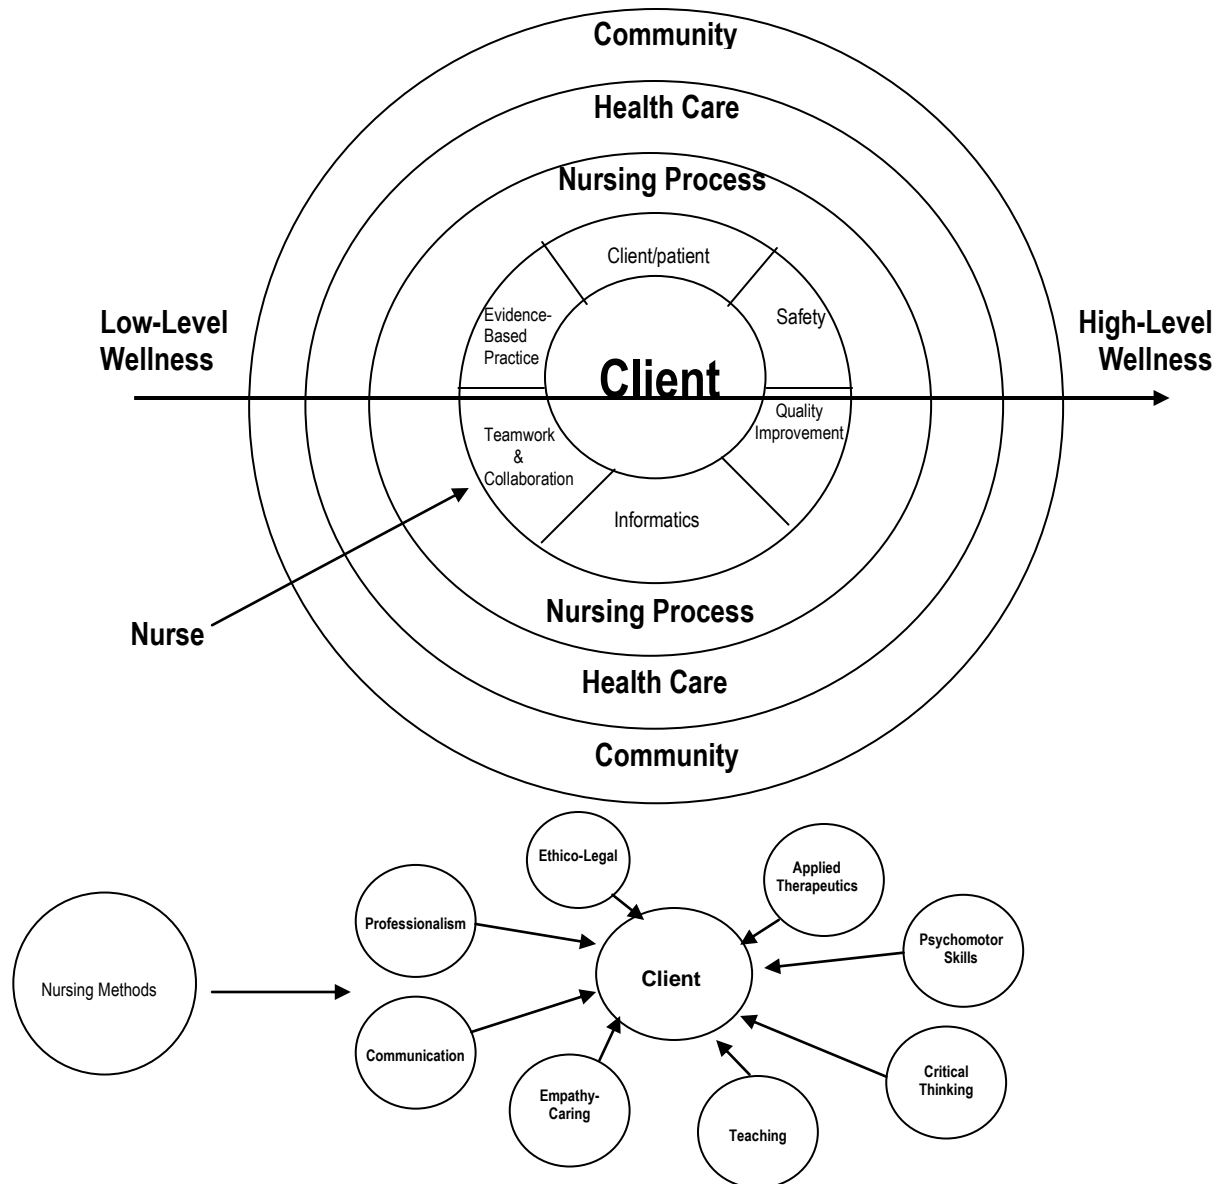 Community
Health Care
Nursing Process
Client/patient
Evidence-
Based
Practice
Safety
Low-Level
Wellness
High-Level
Wellness
Client
Teamwork
&
Collaboration
Quality
Improvement
Informatics
Nurse
Nursing Process
Health Care
Community
Ethico-Legal
Applied
Therapeutics
Professionalism
Psychomotor
Skills
Client
Nursing Methods
Communication
Empathy-
Caring
Critical
Thinking
Teaching